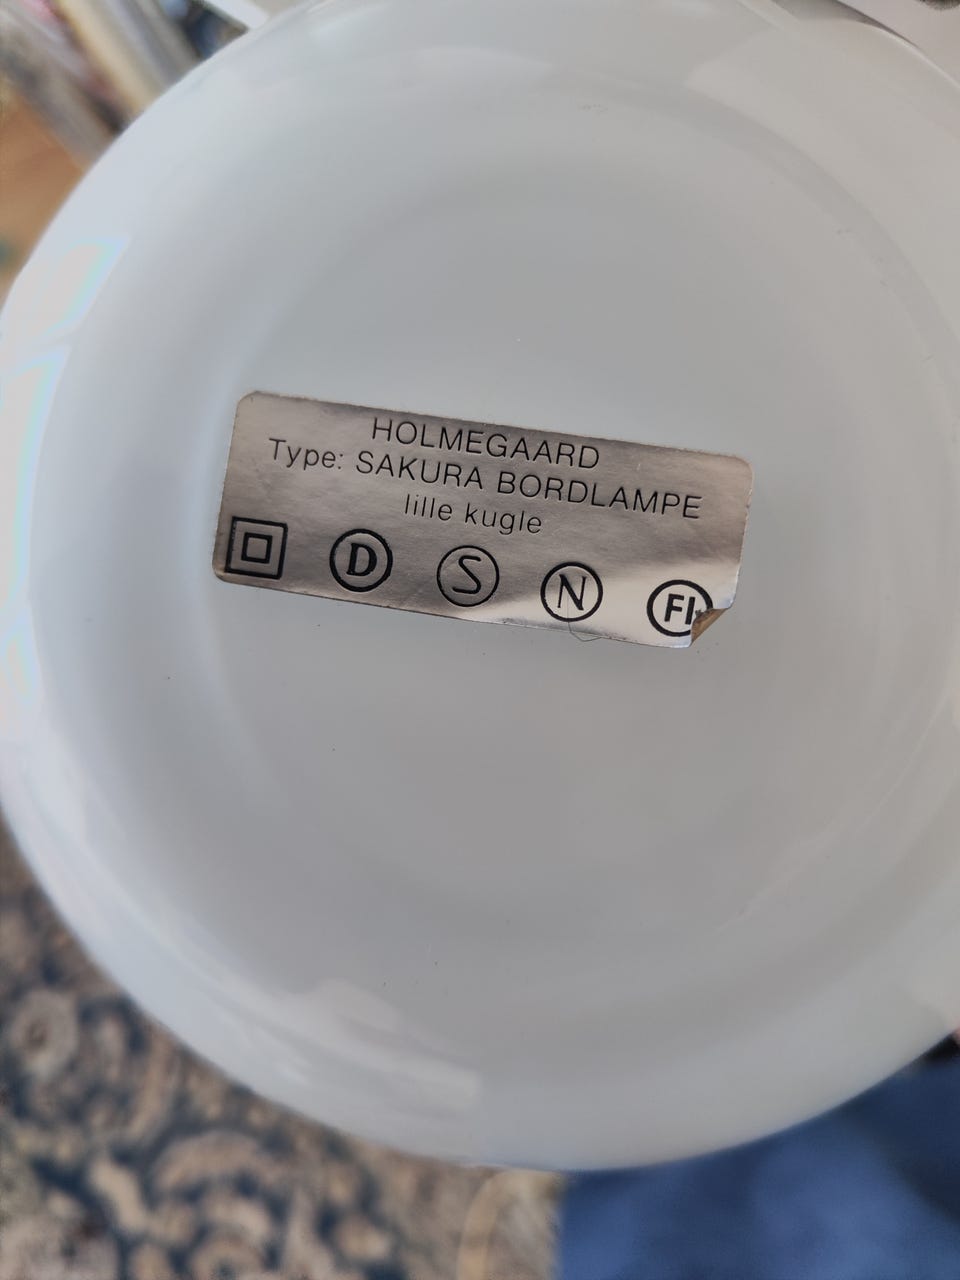 HOLMEGAARD
Type: SAKURA BORDLAMPE
lille kugle
D S N FI